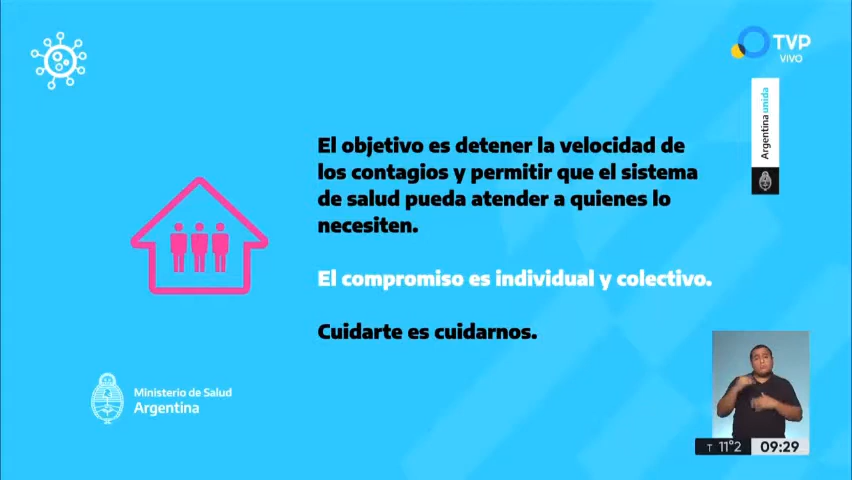 TVP
VIVO
Argentina unida
El objetivo es detener la velocidad de
los contagios y permitir que el sistema
de salud pueda atender a quienes lo
necesiten.
El compromiso es individual y colectivo.
Cuidarte es cuidarnos.
Ministerio de Salud
Argentina
T 11°2
09:29